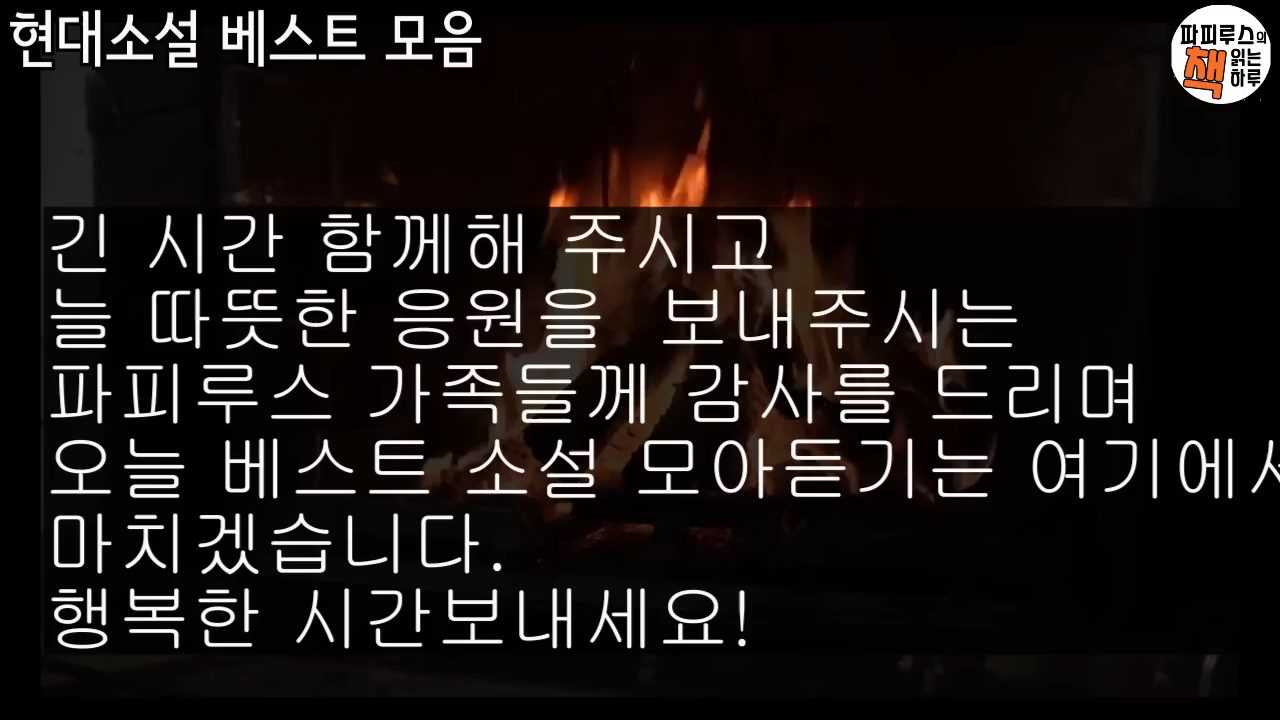 현대소설 베스트 모음
파피루스의
책 읽는
하루
긴 시간 함께해 주시고
늘 따뜻한 응원을 보내주시는
파피루스 가족들께 감사를 드리며
오늘 베스트 소설 모아듣기는 여기에서
마치겠습니다.
행복한 시간보내세요!